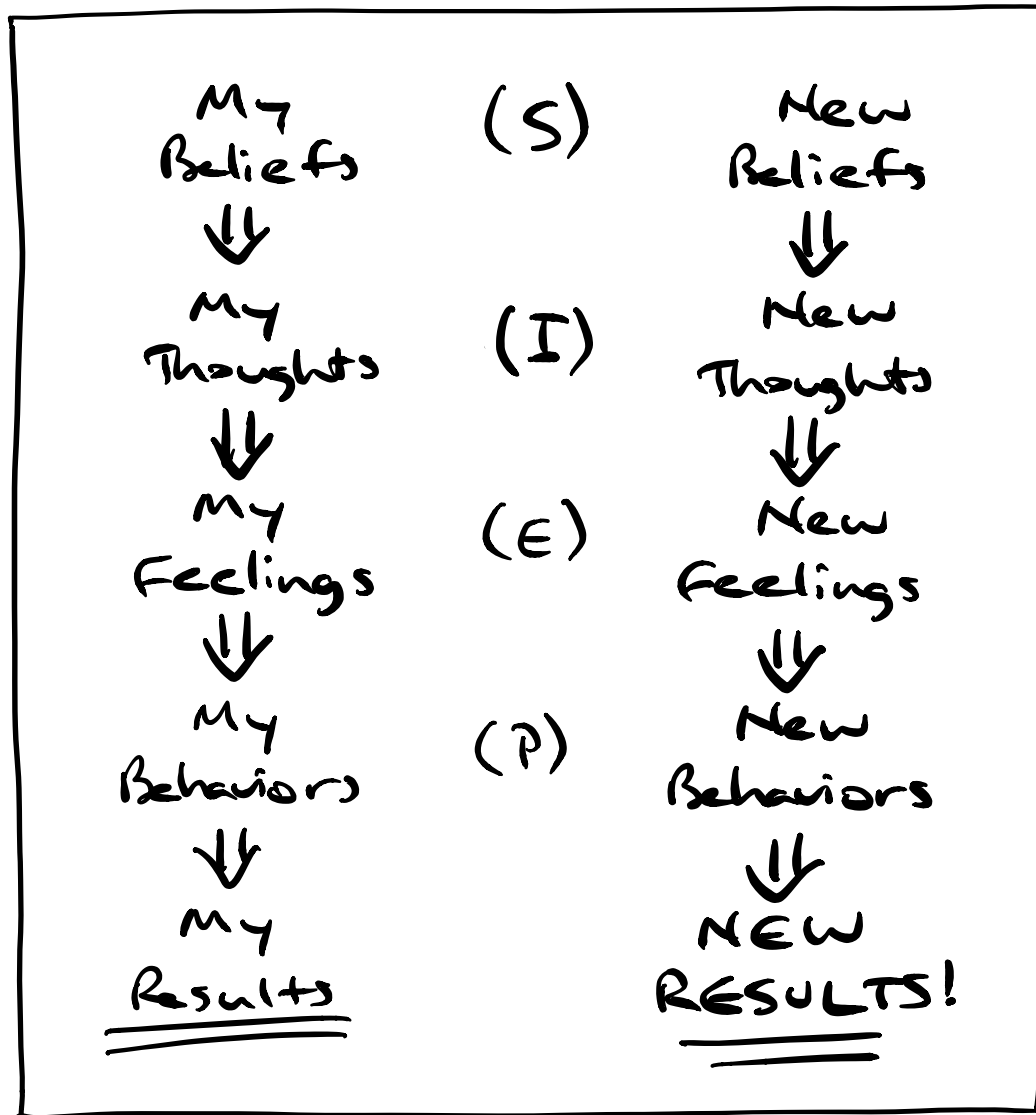 My
Beliefs
My
Thoughts
My
Feelings
My
Behaviors
My
Results
(S)
(I)
(E)
(P)
New
Beliefs
New
Thoughts
New
Feelings
New
Behaviors
NEW
RESULTS!